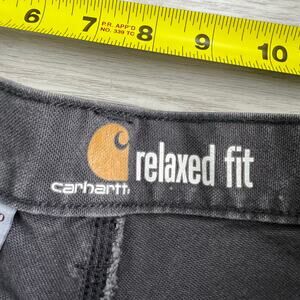 6 7 8 9 10
P.R. APP'D
NO. 339 TC
relaxed fit
carhartt